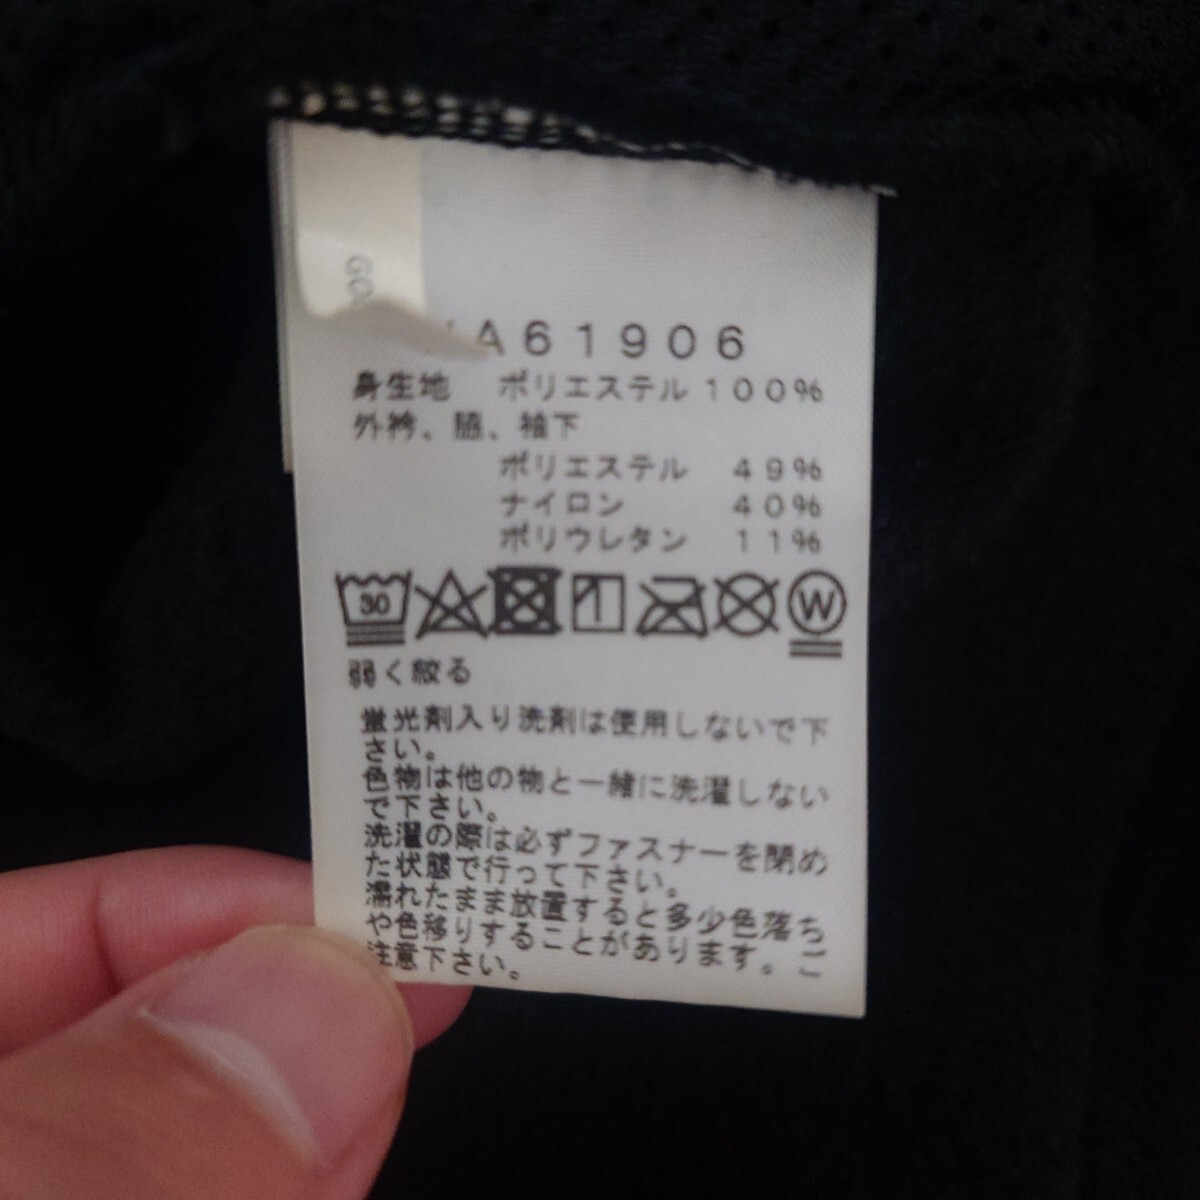 GO
A61906
身生地 ポリエステル100%
外衿、脇、袖下
ポリエステル 49%
ナイロン 40%
ポリウレタン 11%
30 W
弱く絞る
蛍光剤入り洗剤は使用しないで下
さい。
色物は他の物と一緒に洗濯しない
で下さい。
洗濯の際は必ずファスナーを閉め
た状態で行って下さい。
濡れたまま放置すると多少色落ち
や色移りすることがあります。ご
注意下さい。